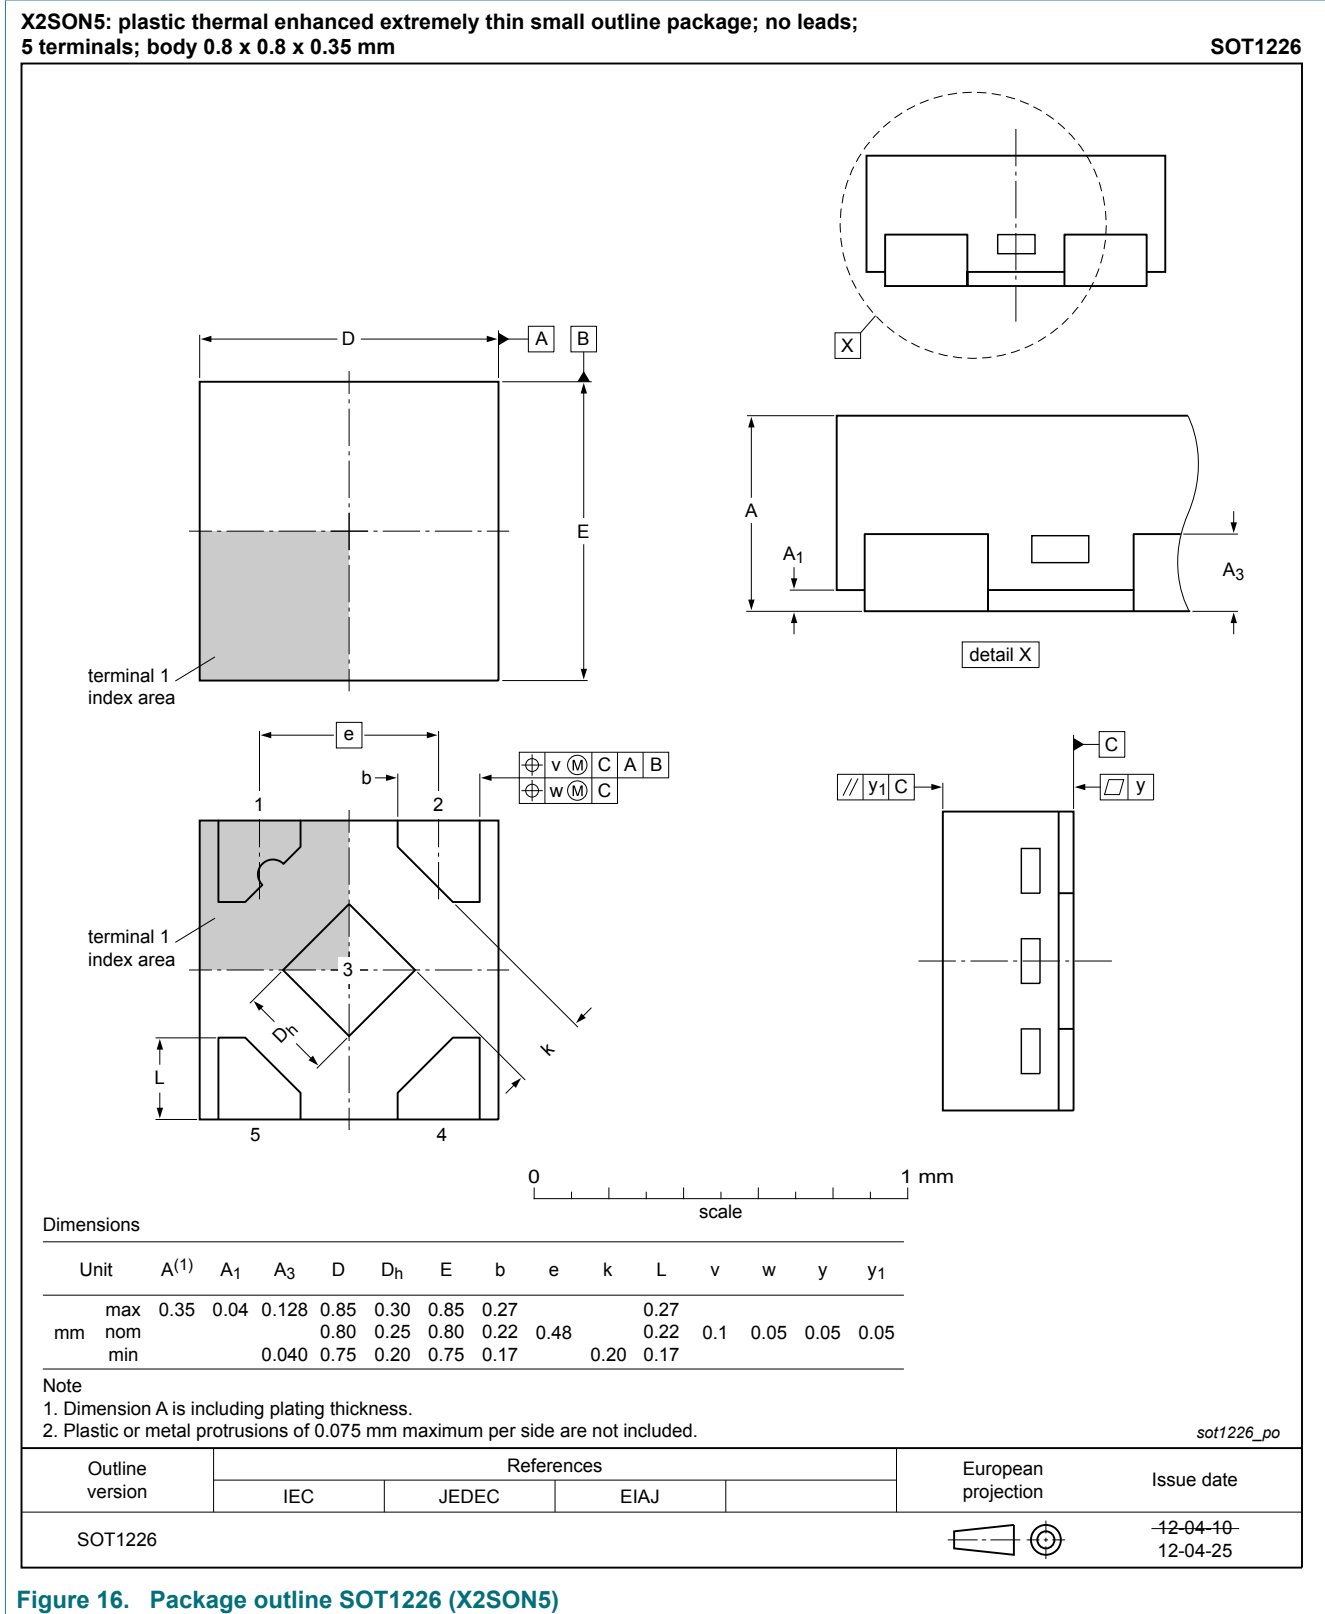 X2SON5: plastic thermal enhanced extremely thin small outline package; no leads;
5 terminals; body 0.8 x 0.8 x 0.35 mm SOT1226
X
D A B
E
terminal 1
index area
A
A1
A3
detail X
e
b
v M C A B
w M C
1 2
terminal 1
index area
3
Dh
k
L
5 4
C
y1 C
y
0 1 mm
scale
Dimensions
Unit A(1) A1 A3 D Dh E b e k L v w y y1
max 0.35 0.04 0.128 0.85 0.30 0.85 0.27 0.27
mm nom 0.80 0.25 0.80 0.22 0.48 0.22 0.1 0.05 0.05 0.05
min 0.040 0.75 0.20 0.75 0.17 0.20 0.17
Note
1. Dimension A is including plating thickness.
2. Plastic or metal protrusions of 0.075 mm maximum per side are not included.
sot1226_po
Outline
version
References
IEC JEDEC EIAJ
European
projection
Issue date
SOT1226
12-04-10
12-04-25
Figure 16. Package outline SOT1226 (X2SON5)